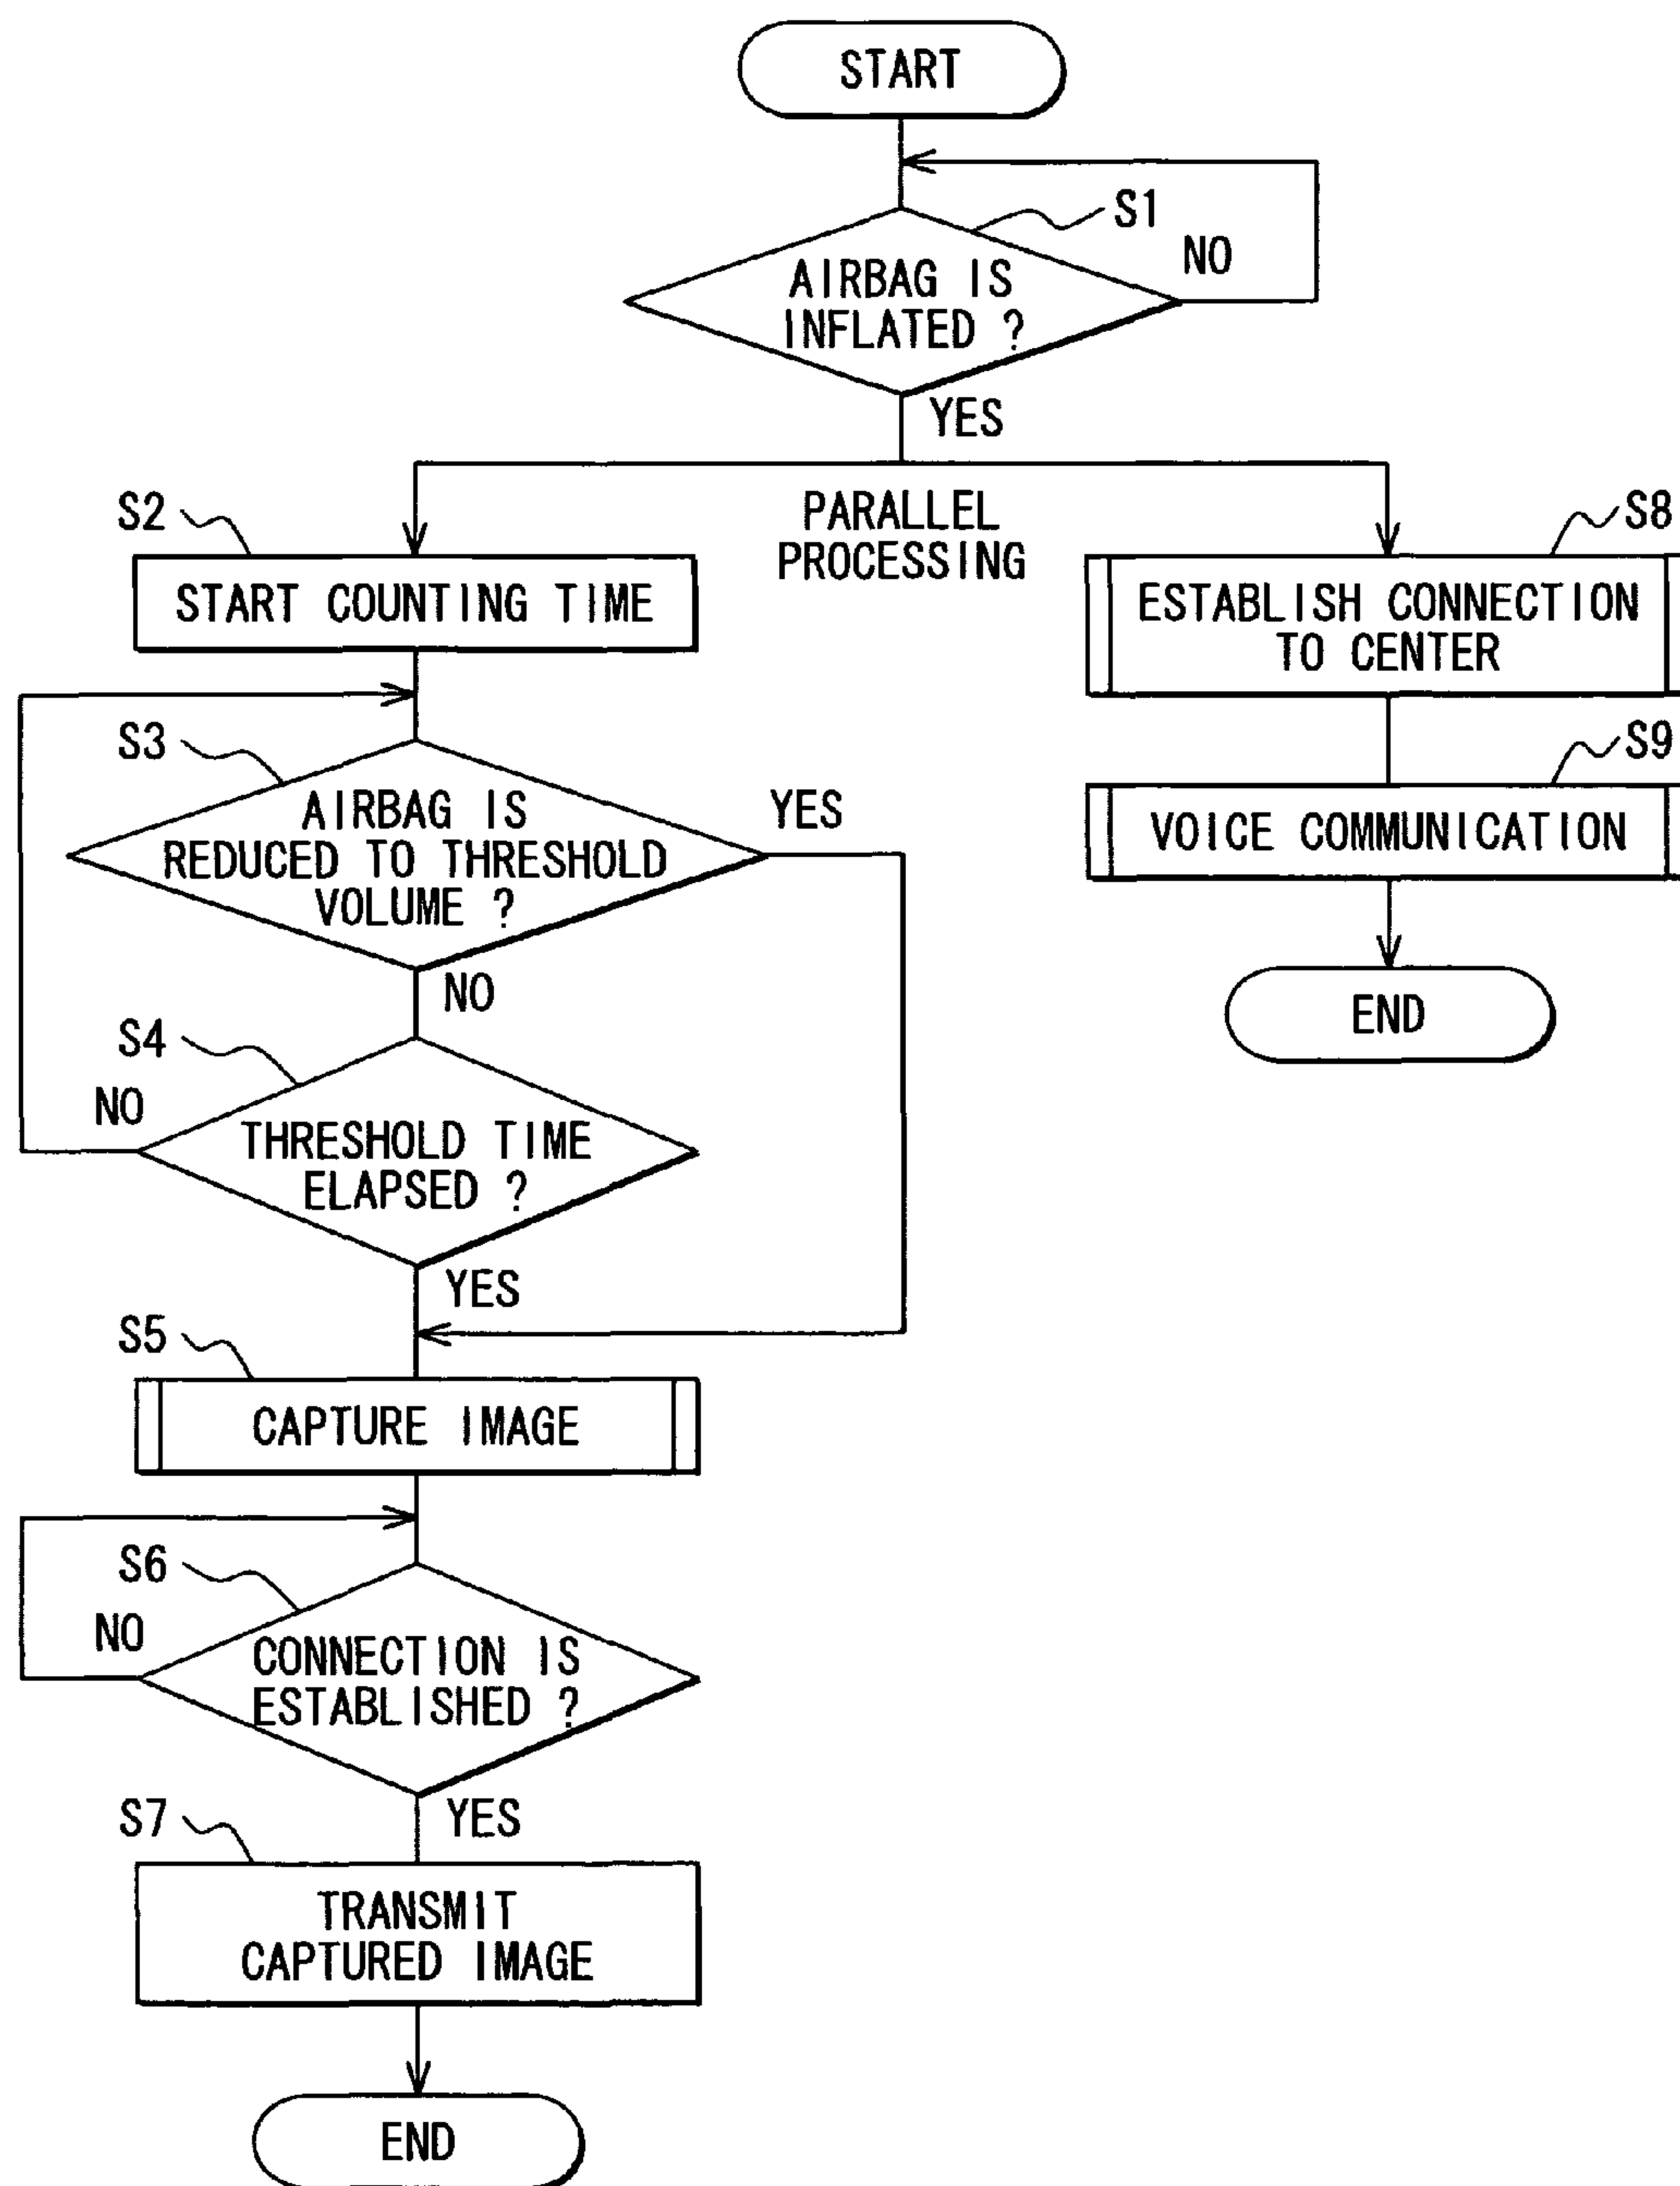 START
S1
NO
AIRBAG IS
INFLATED ?
YES
PARALLEL
PROCESSING
S2
START COUNTING TIME
S3
AIRBAG IS
REDUCED TO THRESHOLD
VOLUME ?
YES
NO
S4
NO
THRESHOLD TIME
ELAPSED ?
YES
S5
CAPTURE IMAGE
S6
NO
CONNECTION IS
ESTABLISHED ?
YES
S7
TRANSMIT
CAPTURED IMAGE
END
S8
ESTABLISH CONNECTION
TO CENTER
S9
VOICE COMMUNICATION
END